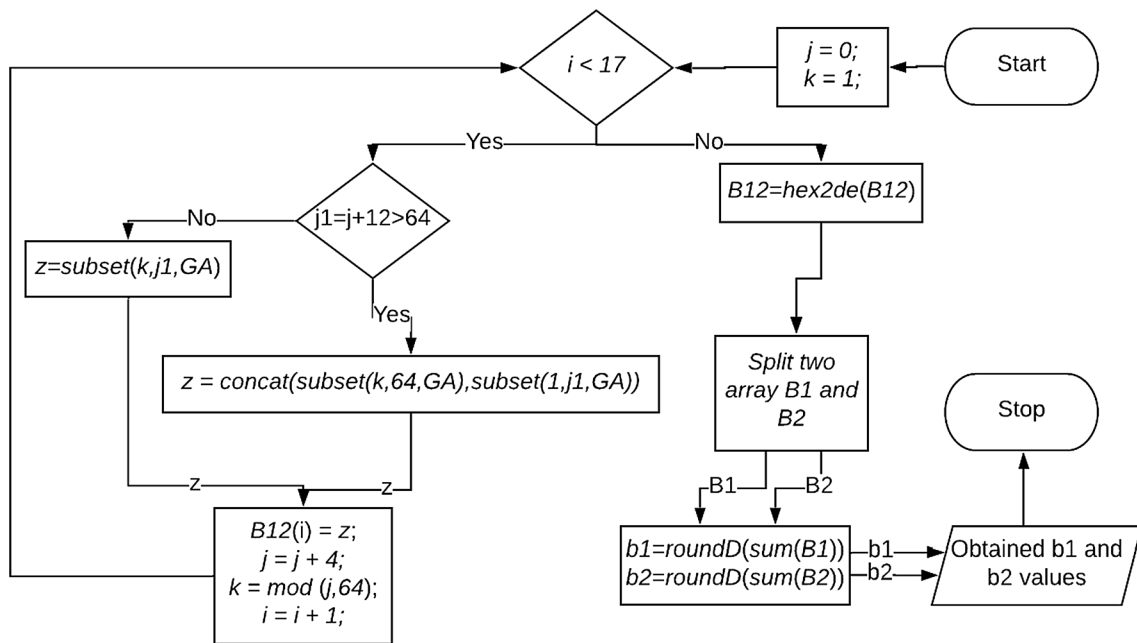 Start
j = 0;
k = 1;
i < 17
Yes
No
j1=j+12>64
No
z=subset(k,j1,GA)
Yes
z = concat(subset(k,64,GA),subset(1,j1,GA))
z
z
B12(i) = z;
j = j + 4;
k = mod (j,64);
i = i + 1;
B12=hex2de(B12)
Split two
array B1 and
B2
B1
B2
b1=roundD(sum(B1))
b2=roundD(sum(B2))
b1
b2
Obtained b1 and
b2 values
Stop